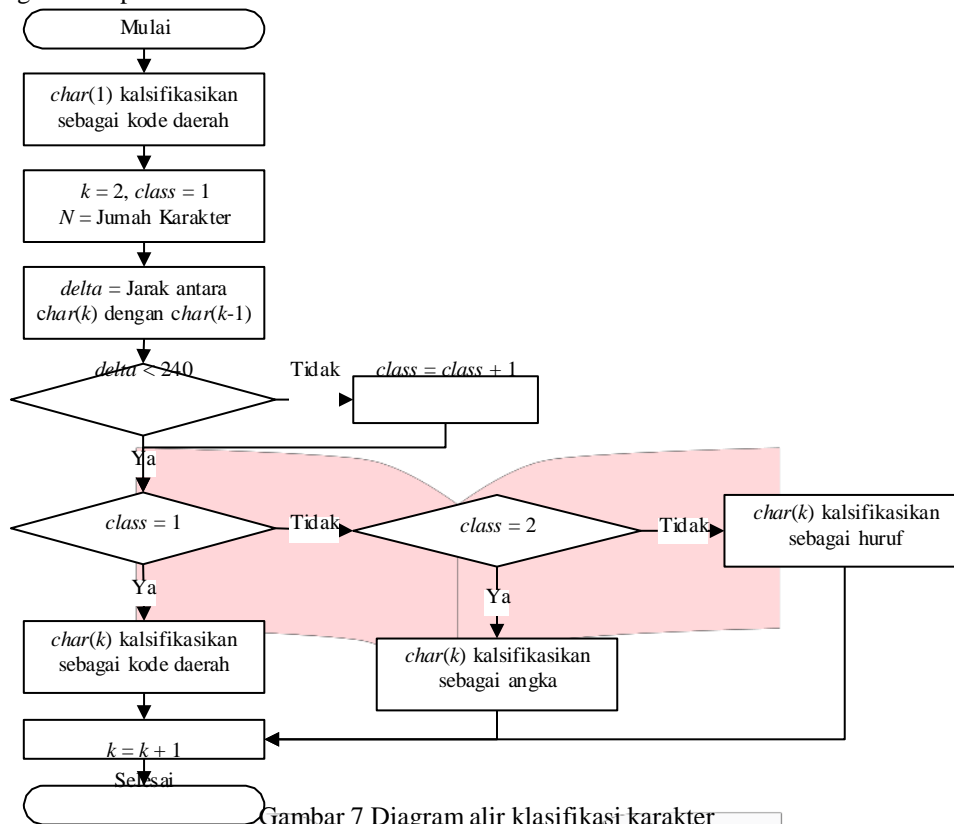 Mulai
char(1) kalsifikasikan
sebagai kode daerah
k = 2, class = 1
N = Jumah Karakter
delta = Jarak antara
char(k) dengan char(k-1)
delta < 240
Tidak
class = class + 1
Ya
class = 1
Tidak
class = 2
Tidak
char(k) kalsifikasikan
sebagai huruf
Ya
Ya
char(k) kalsifikasikan
sebagai kode daerah
char(k) kalsifikasikan
sebagai angka
k = k + 1
Selesai
Gambar 7 Diagram alir klasifikasi karakter